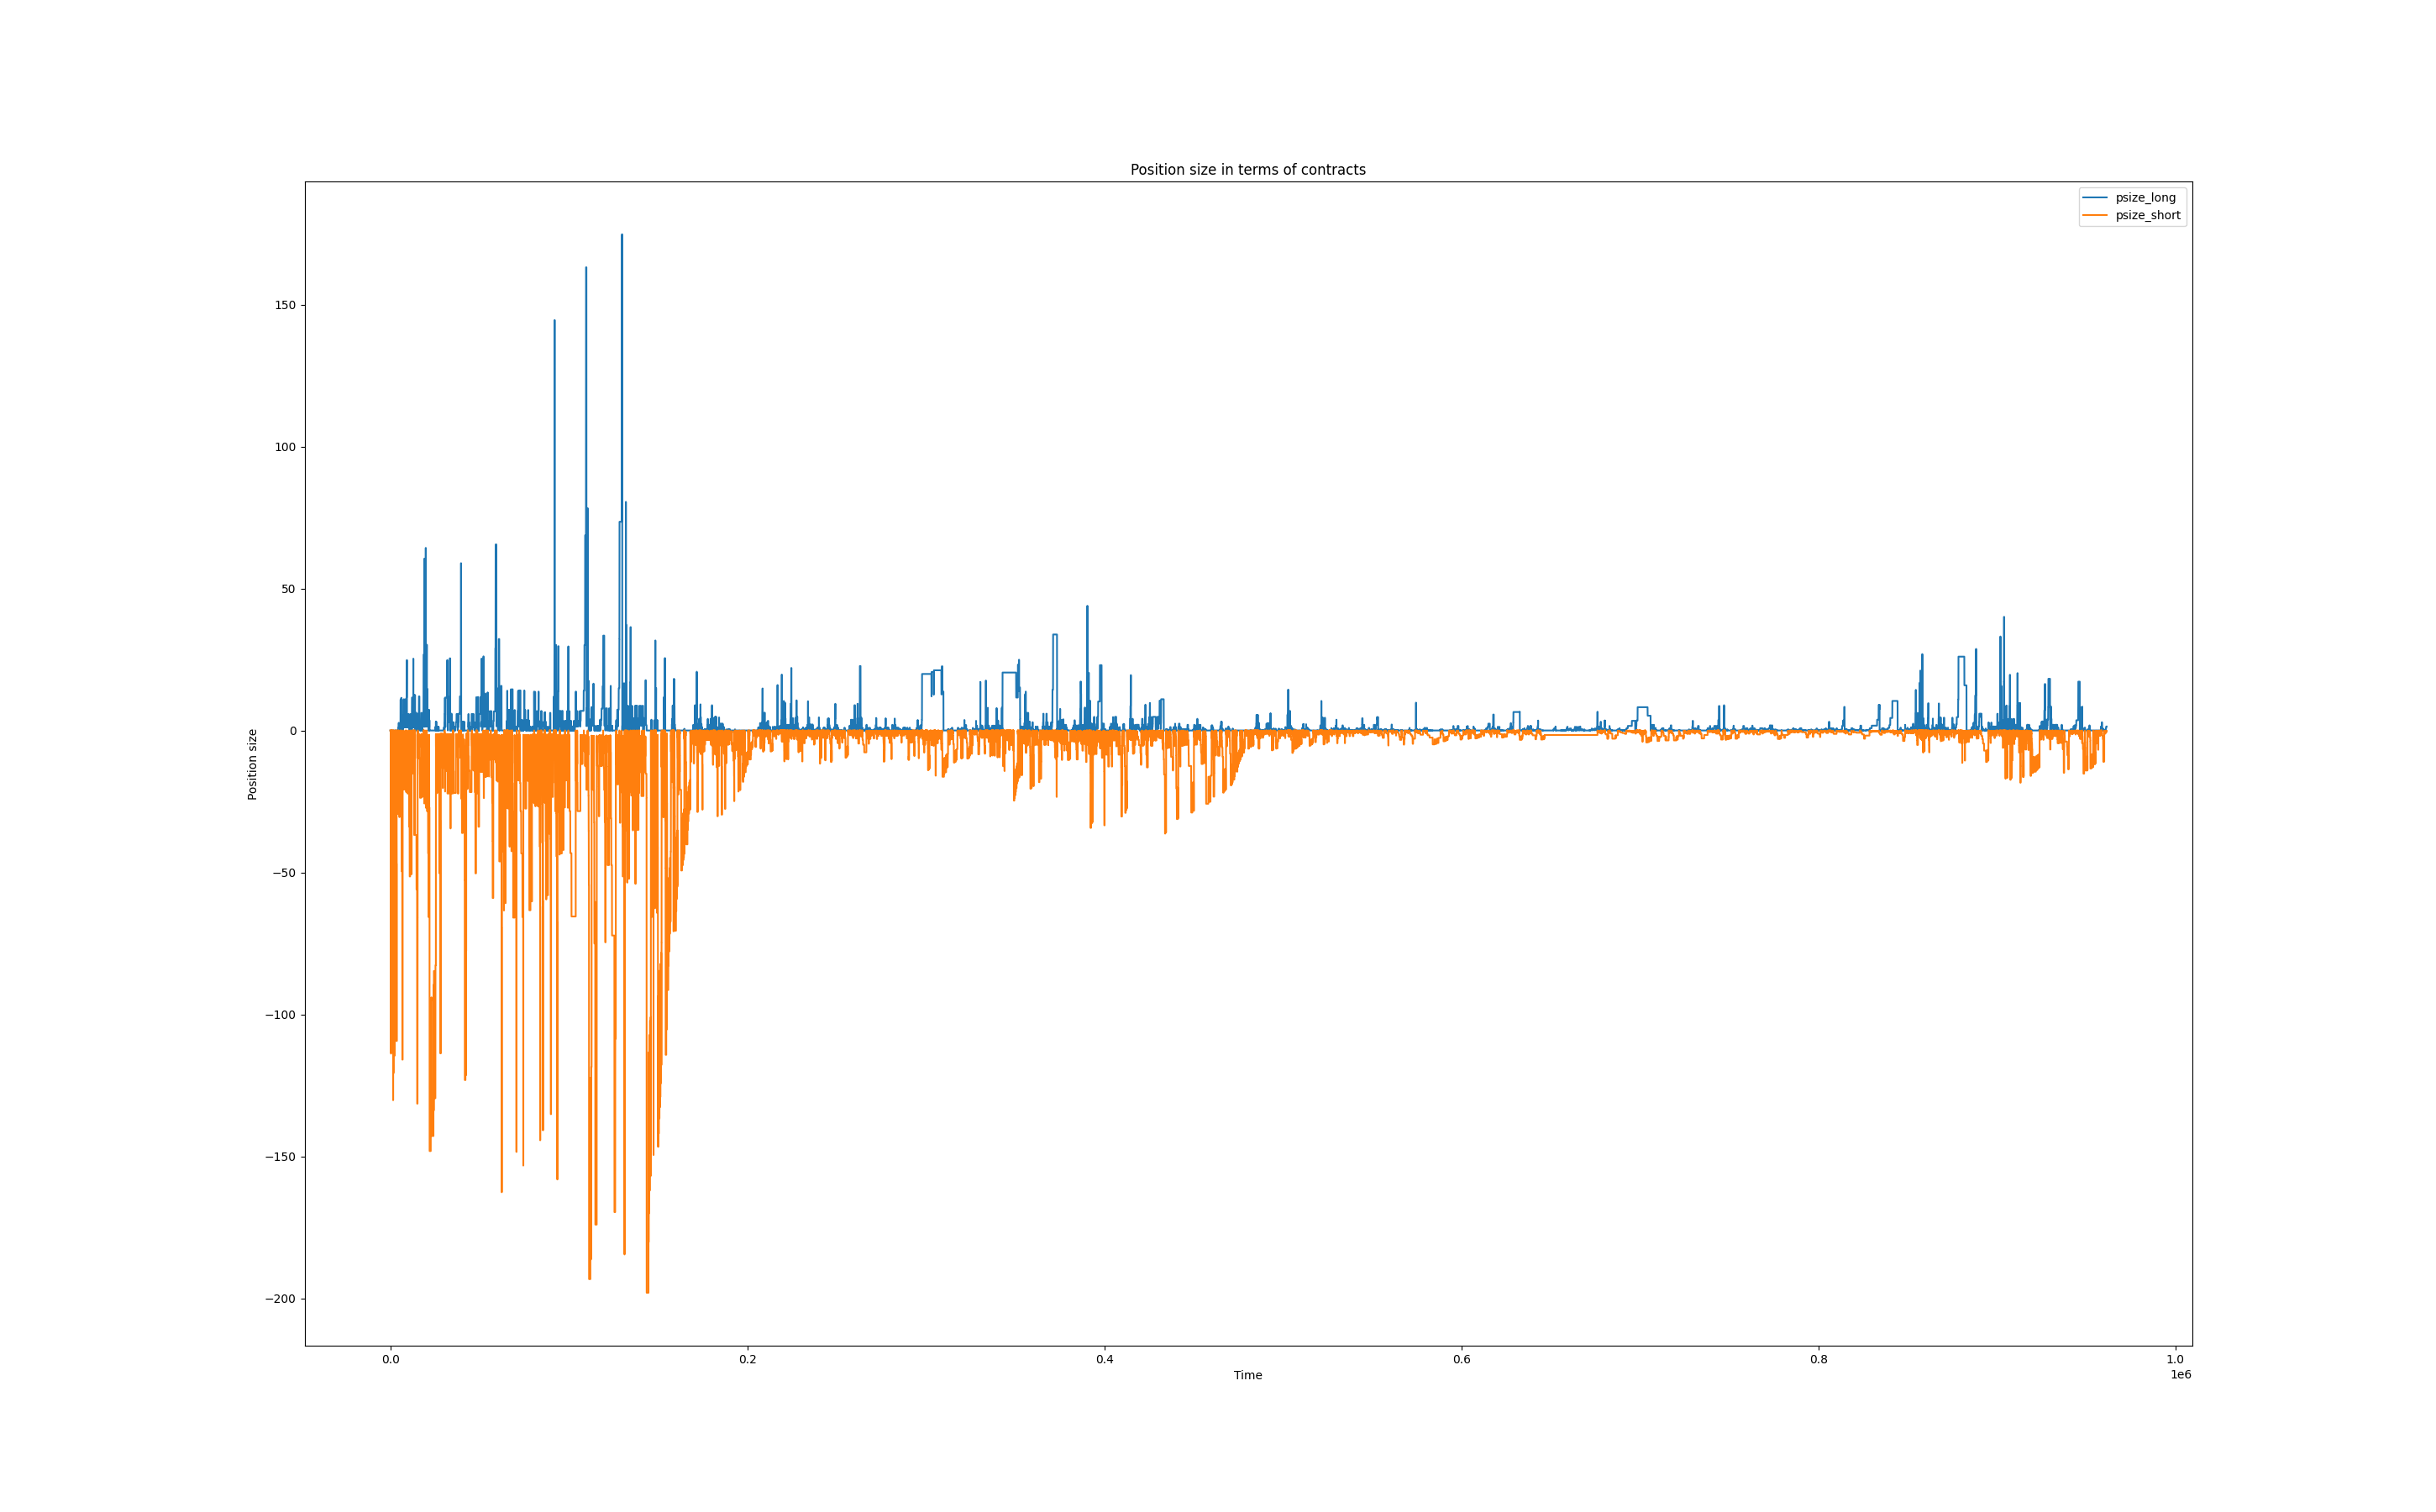 Position size in terms of contracts
psize_long
psize_short
Position size
150
100
50
0
−50
−100
−150
−200
0.0
0.2
0.4
0.6
0.8
1.0
1e6
Time